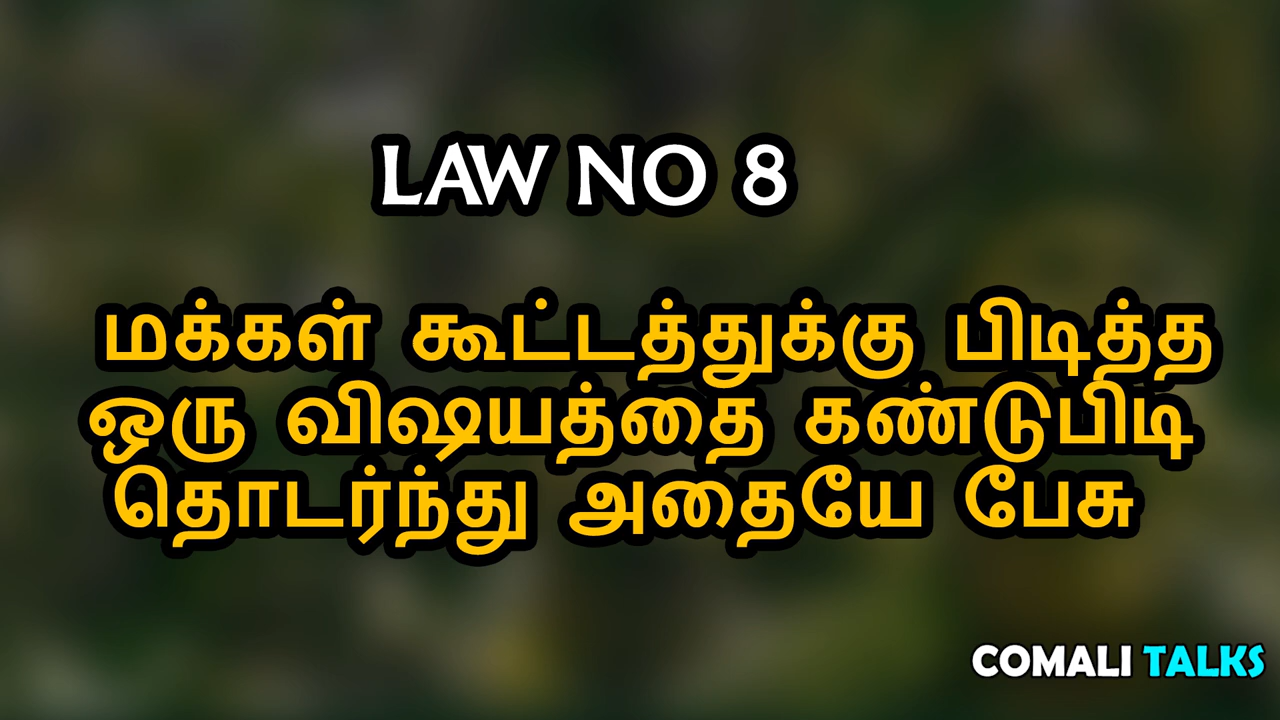 LAW NO 8
மக்கள் கூட்டத்துக்கு பிடித்த
ஒரு விஷயத்தை கண்டுபிடி
தொடர்ந்து அதையே பேசு
COMALI TALKS